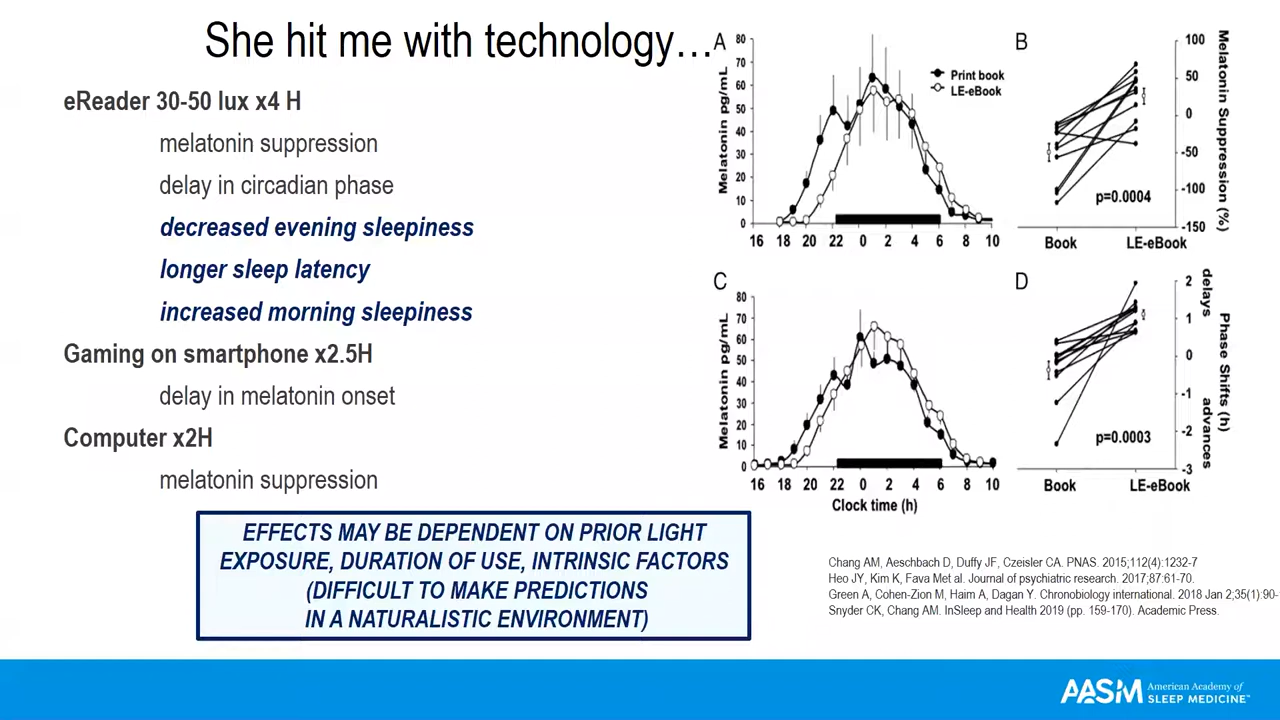 She hit me with technology…
eReader 30-50 lux x4 H
melatonin suppression
delay in circadian phase
decreased evening sleepiness
longer sleep latency
increased morning sleepiness
Gaming on smartphone x2.5H
delay in melatonin onset
Computer x2H
melatonin suppression
EFFECTS MAY BE DEPENDENT ON PRIOR LIGHT
EXPOSURE, DURATION OF USE, INTRINSIC FACTORS
(DIFFICULT TO MAKE PREDICTIONS
IN A NATURALISTIC ENVIRONMENT)
A
Melatonin pg/mL
80
70
60
50
40
30
20
10
0
Print book
LE-eBook
16 18 20 22 0 2 4 6 8 10
B
100
50
0
-50
-100
-150
Melatonin Suppression (%)
p=0.0004
Book LE-eBook
C
Melatonin pg/mL
80
70
60
50
40
30
20
10
0
16 18 20 22 0 2 4 6 8 10
Clock time (h)
D
2
1
0
-1
-2
-3
delays
Phase Shifts (h)
advances
p=0.0003
Book LE-eBook
Chang AM, Aeschbach D, Duffy JF, Czeisler CA. PNAS. 2015;112(4):1232-7
Heo JY, Kim K, Fava Met al. Journal of psychiatric research. 2017;87:61-70.
Green A, Cohen-Zion M, Haim A, Dagan Y. Chronobiology international. 2018 Jan 2;35(1):90-
Snyder CK, Chang AM. InSleep and Health 2019 (pp. 159-170). Academic Press.
AASM American Academy of
SLEEP MEDICINE™